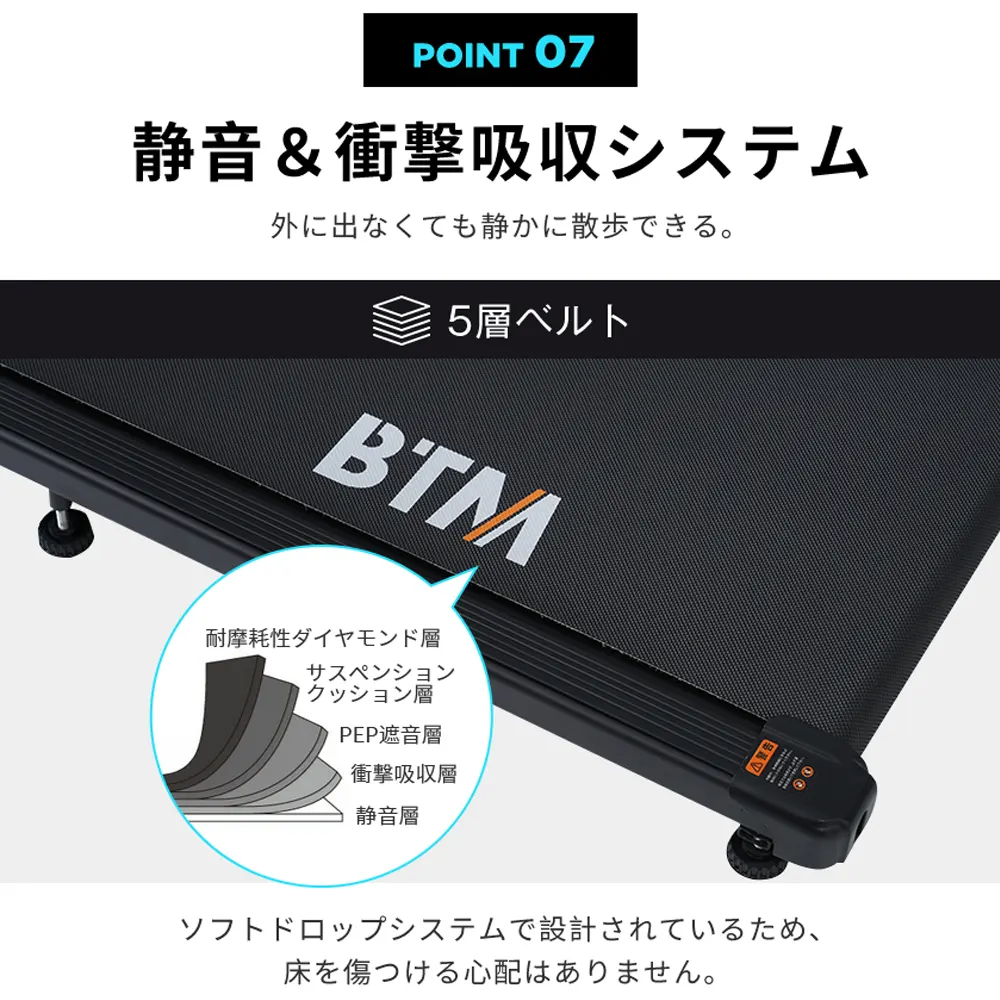 POINT 07
静音&衝撃吸収システム
外に出なくても静かに散歩できる。
5層ベルト
BTM
耐摩耗性ダイヤモンド層
サスペンション
クッション層
PEP遮音層
衝撃吸収層
静音層
警告
ソフトドロップシステムで設計されているため、
床を傷つける心配はありません。